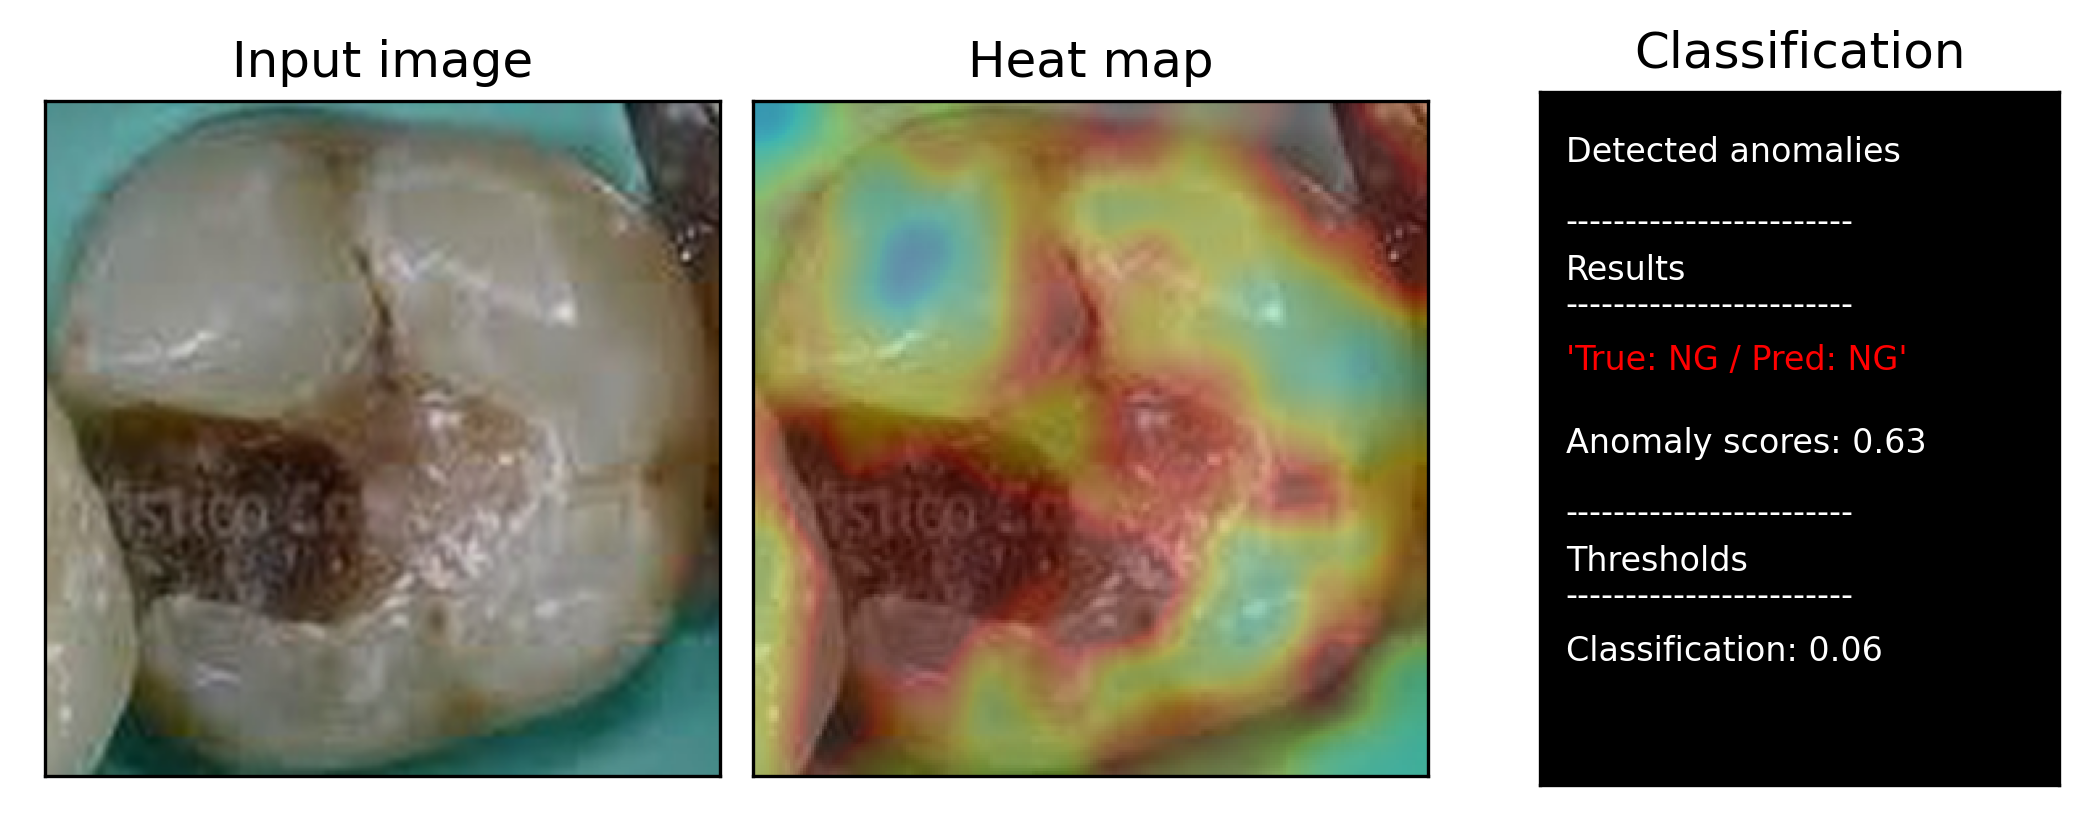 Input image
Heat map
Classification
Detected anomalies
------------------------
Results
------------------------
'True: NG / Pred: NG'
Anomaly scores: 0.63
------------------------
Thresholds
------------------------
Classification: 0.06